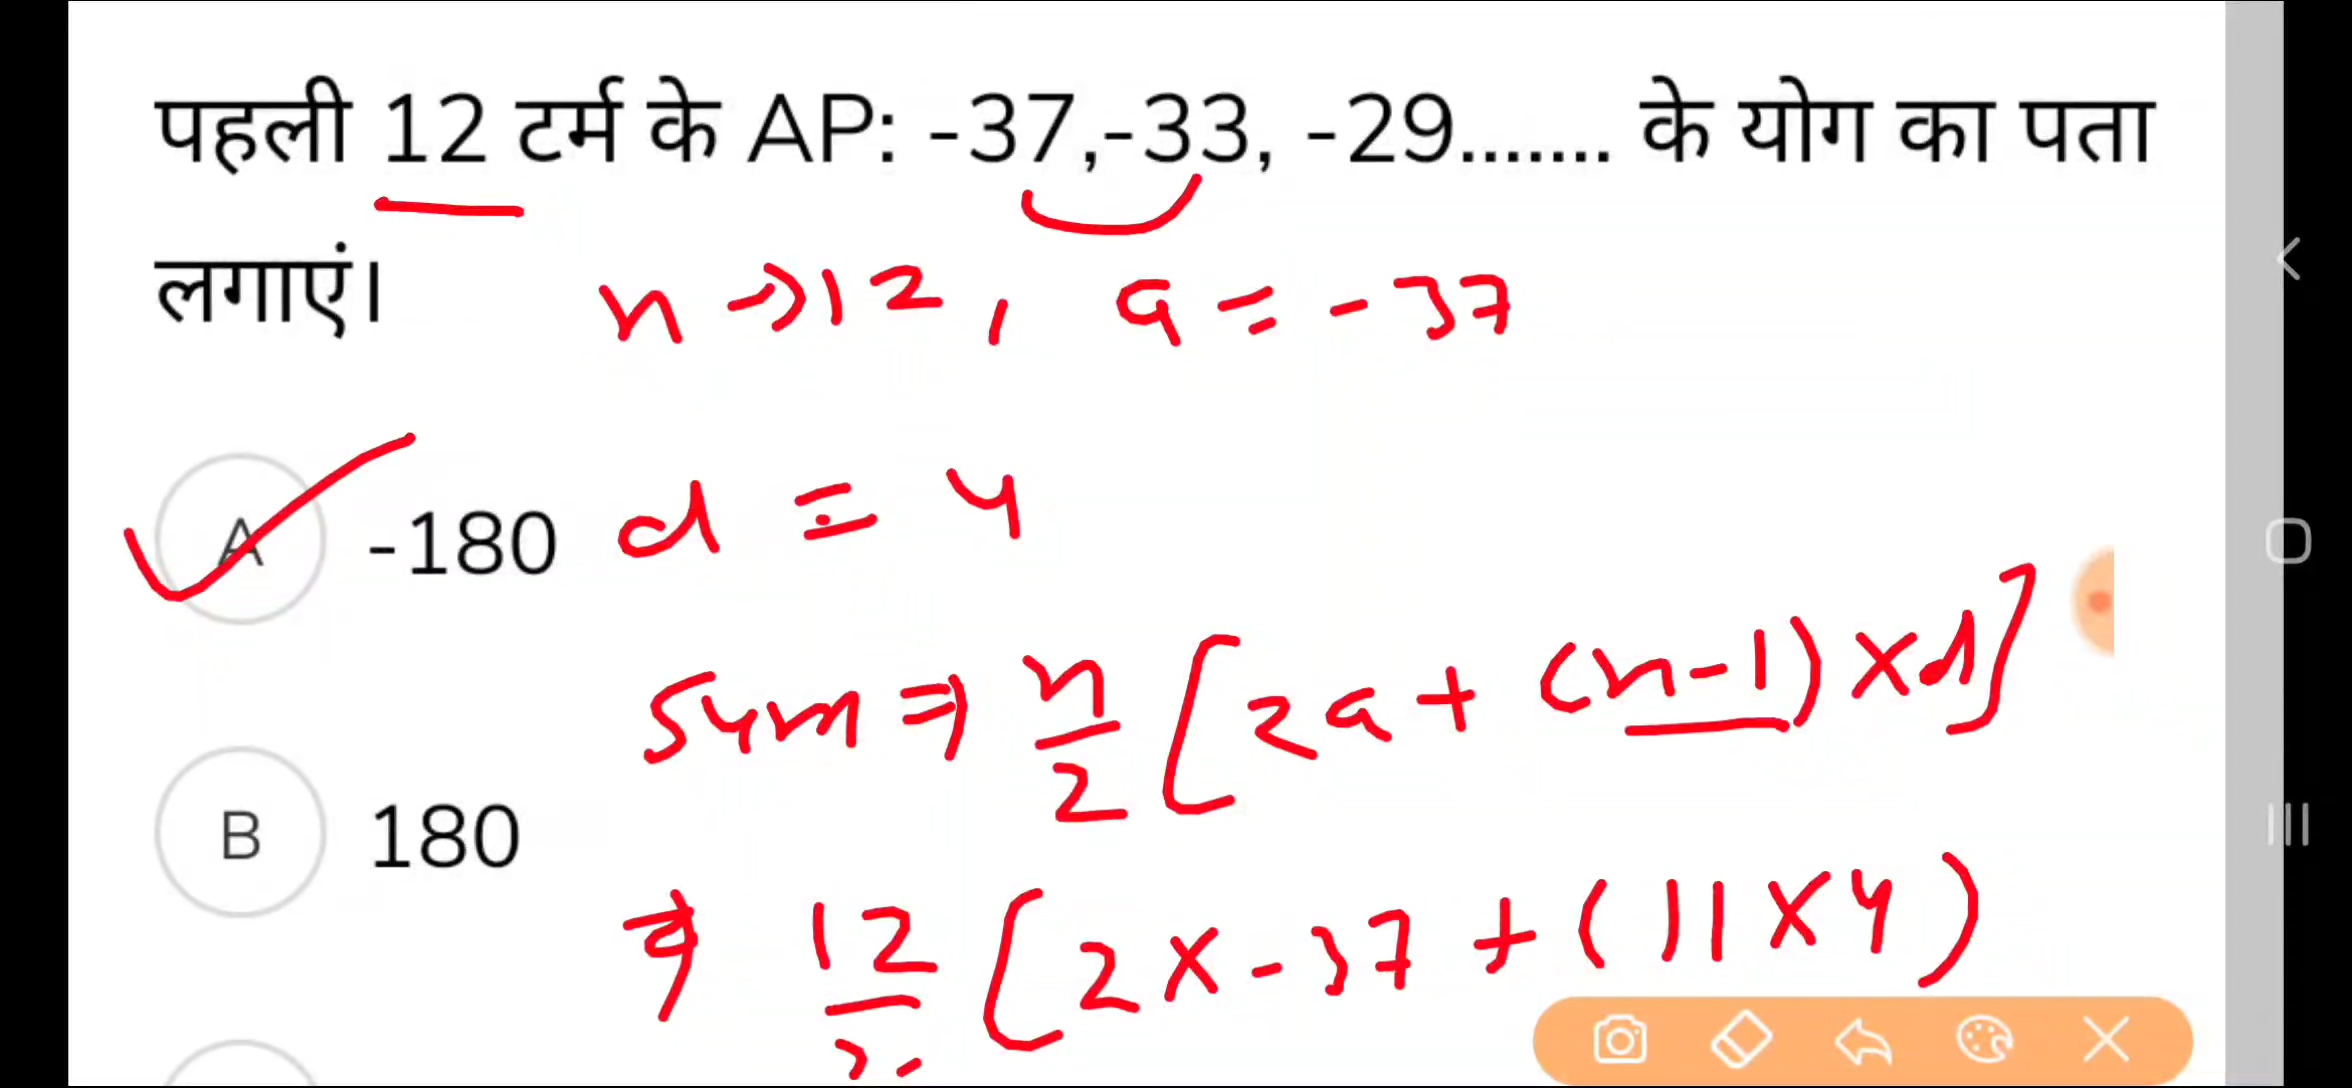 पहली 12 टर्म के AP: -37,-33, -29....... के योग का पता
लगाएं।
n → 12, a = -37
A -180
d = 4
Sum ⇒ n/2 [2a + (n-1) × d]
B 180
⇒ 12/2 [2 × -37 + (11 × 4)